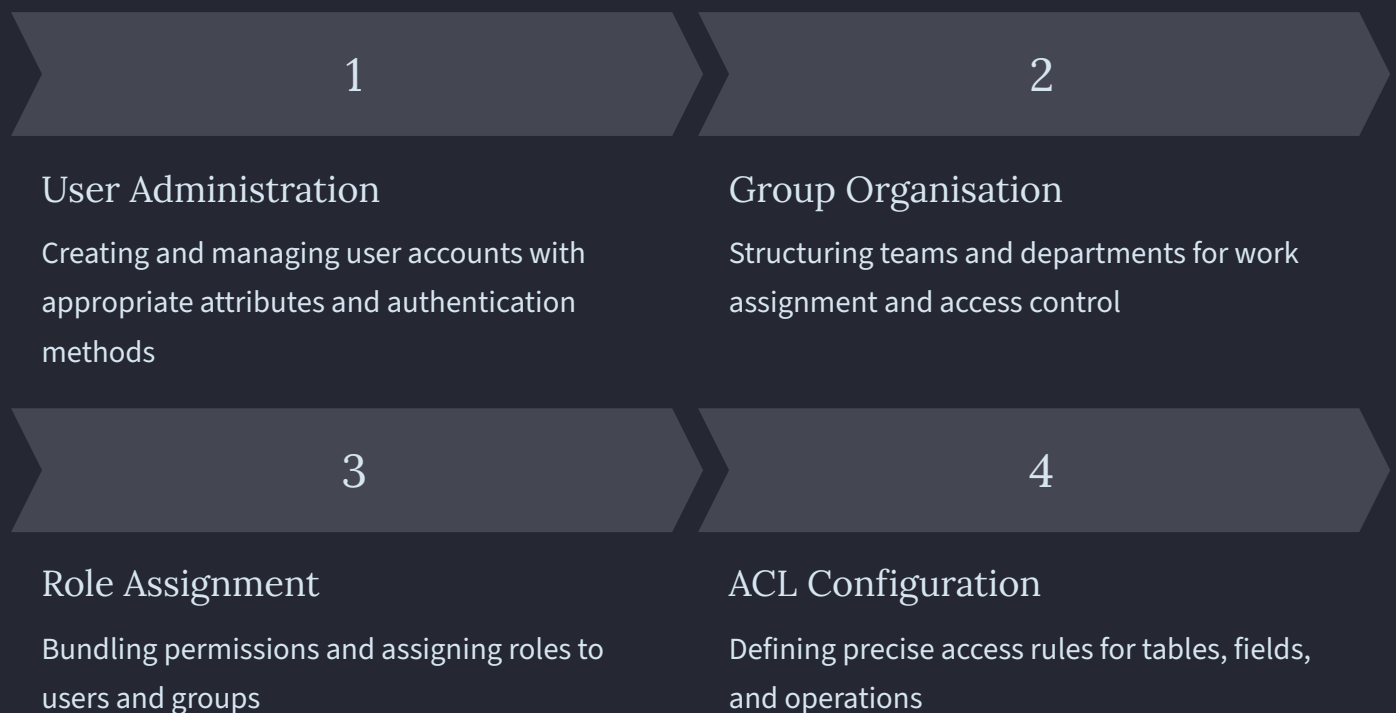 1
2
User Administration
Creating and managing user accounts with
appropriate attributes and authentication
methods
Group Organisation
Structuring teams and departments for work
assignment and access control
3
4
Role Assignment
Bundling permissions and assigning roles to
users and groups
ACL Configuration
Defining precise access rules for tables, fields,
and operations